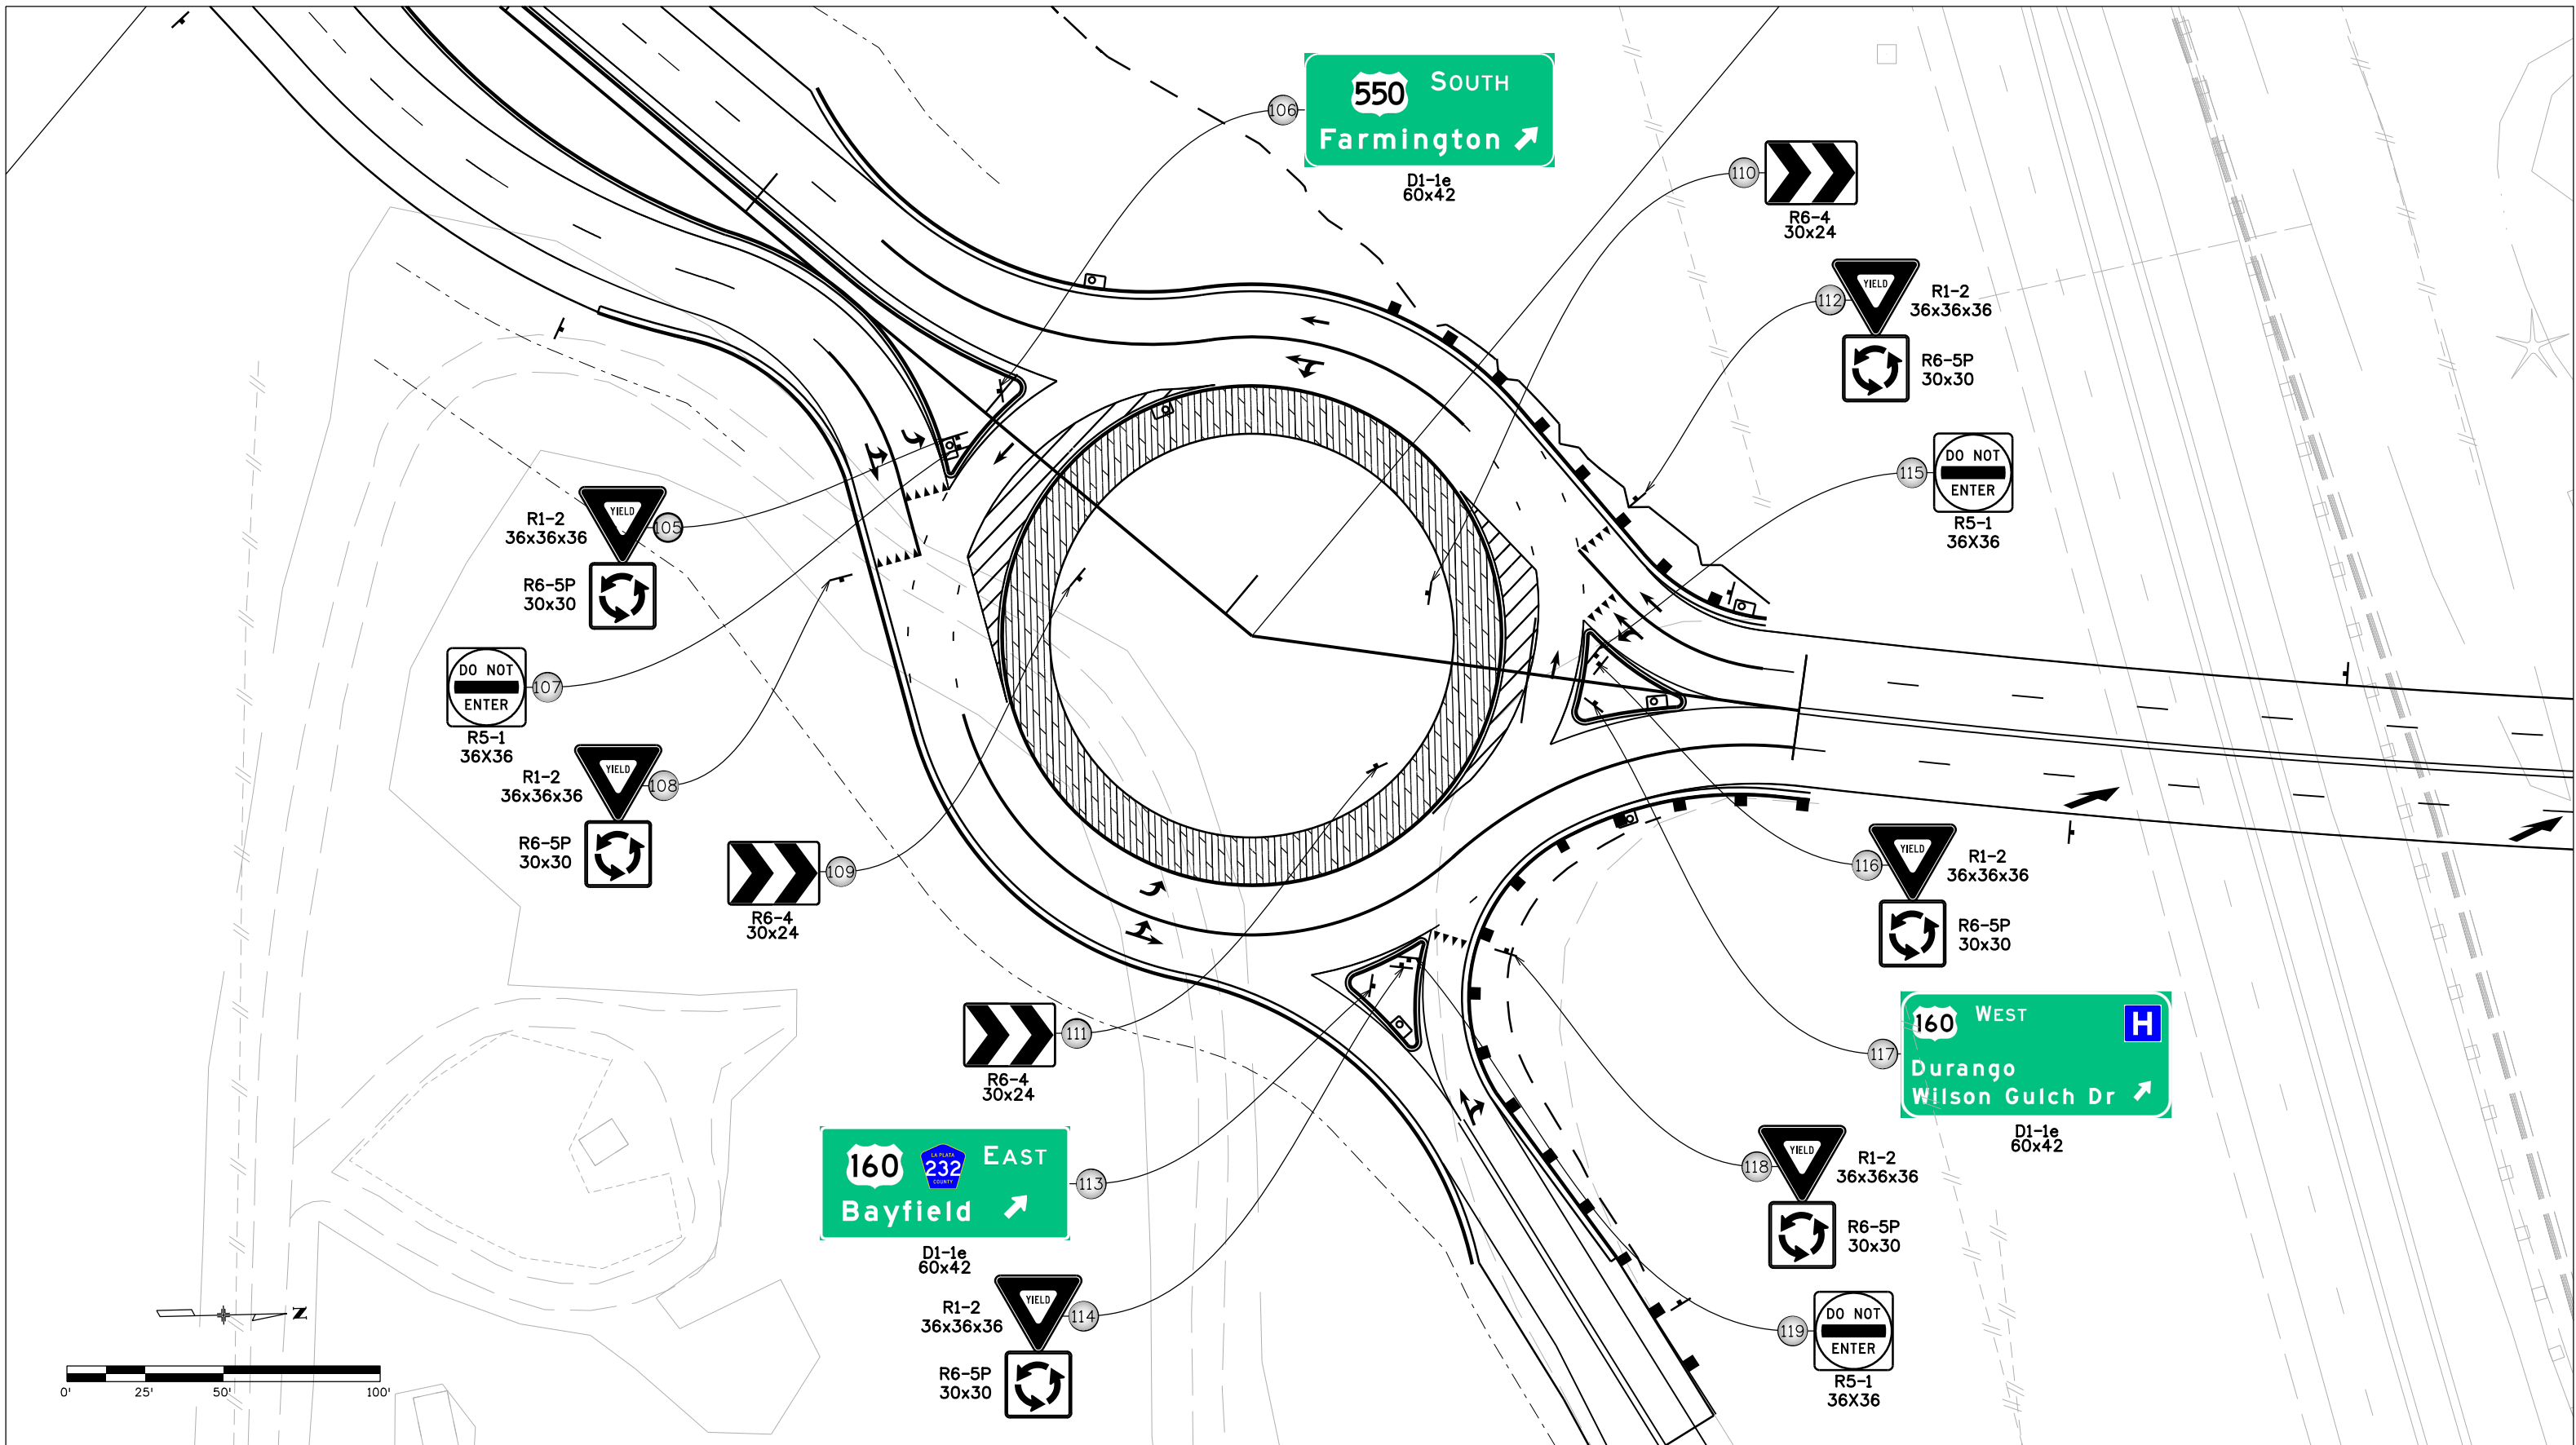 106
550 SOUTH
Farmington
D1-1e
60x42
110
R6-4
30x24
112
YIELD
R1-2
36x36x36
R6-5P
30x30
115
DO NOT
ENTER
R5-1
36X36
YIELD
R1-2
36x36x36
105
R6-5P
30x30
DO NOT
ENTER
107
R5-1
36X36
YIELD
R1-2
36x36x36
108
R6-5P
30x30
109
R6-4
30x24
116
YIELD
R1-2
36x36x36
R6-5P
30x30
111
R6-4
30x24
117
160 WEST H
Durango
Wilson Gulch Dr
D1-1e
60x42
113
160 LA PLATA 232 COUNTY EAST
Bayfield
D1-1e
60x42
118
YIELD
R1-2
36x36x36
R6-5P
30x30
114
YIELD
R1-2
36x36x36
R6-5P
30x30
119
DO NOT
ENTER
R5-1
36X36
N
0' 25' 50' 100'